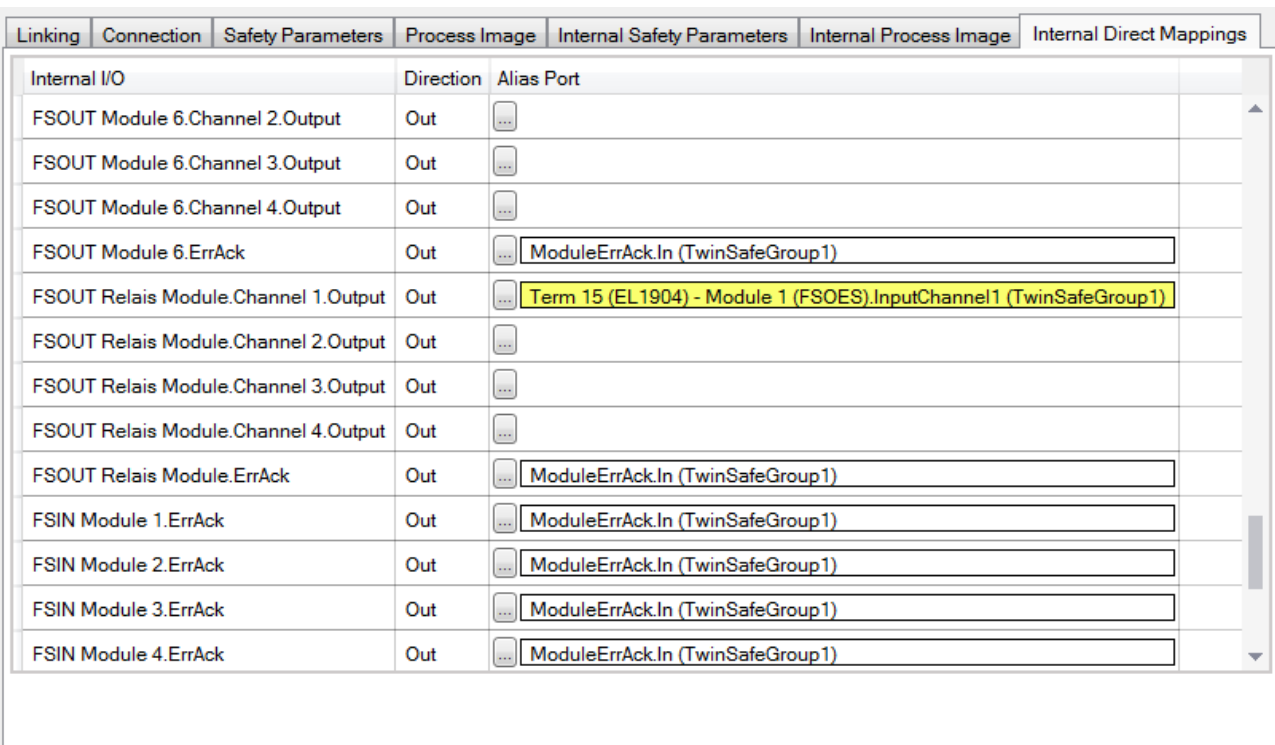 Linking Connection Safety Parameters Process Image Internal Safety Parameters Internal Process Image Internal Direct Mappings
Internal I/O Direction Alias Port
FSOUT Module 6.Channel 2.Output Out ...
FSOUT Module 6.Channel 3.Output Out ...
FSOUT Module 6.Channel 4.Output Out ...
FSOUT Module 6.ErrAck Out ... ModuleErrAck.In (TwinSafeGroup1)
FSOUT Relais Module.Channel 1.Output Out ... Term 15 (EL1904) - Module 1 (FSOES).InputChannel1 (TwinSafeGroup1)
FSOUT Relais Module.Channel 2.Output Out ...
FSOUT Relais Module.Channel 3.Output Out ...
FSOUT Relais Module.Channel 4.Output Out ...
FSOUT Relais Module.ErrAck Out ... ModuleErrAck.In (TwinSafeGroup1)
FSIN Module 1.ErrAck Out ... ModuleErrAck.In (TwinSafeGroup1)
FSIN Module 2.ErrAck Out ... ModuleErrAck.In (TwinSafeGroup1)
FSIN Module 3.ErrAck Out ... ModuleErrAck.In (TwinSafeGroup1)
FSIN Module 4.ErrAck Out ... ModuleErrAck.In (TwinSafeGroup1)